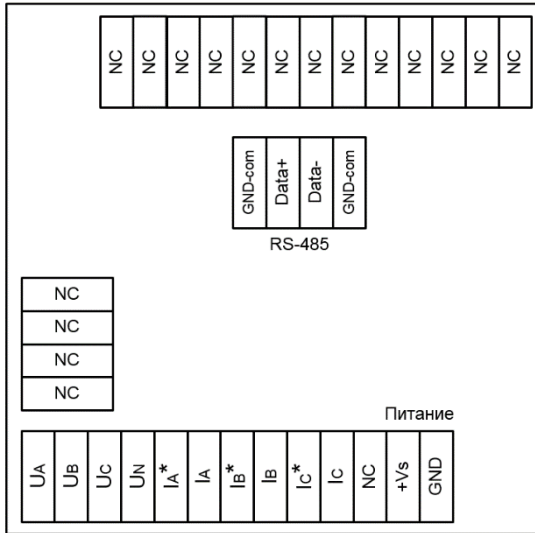 NC NC NC NC NC NC NC NC NC NC NC NC NC
GND-com Data+ Data- GND-com
RS-485
NC
NC
NC
NC
Питание
UA UB UC UN IA* IA IB* IB IC* IC NC +Vs GND